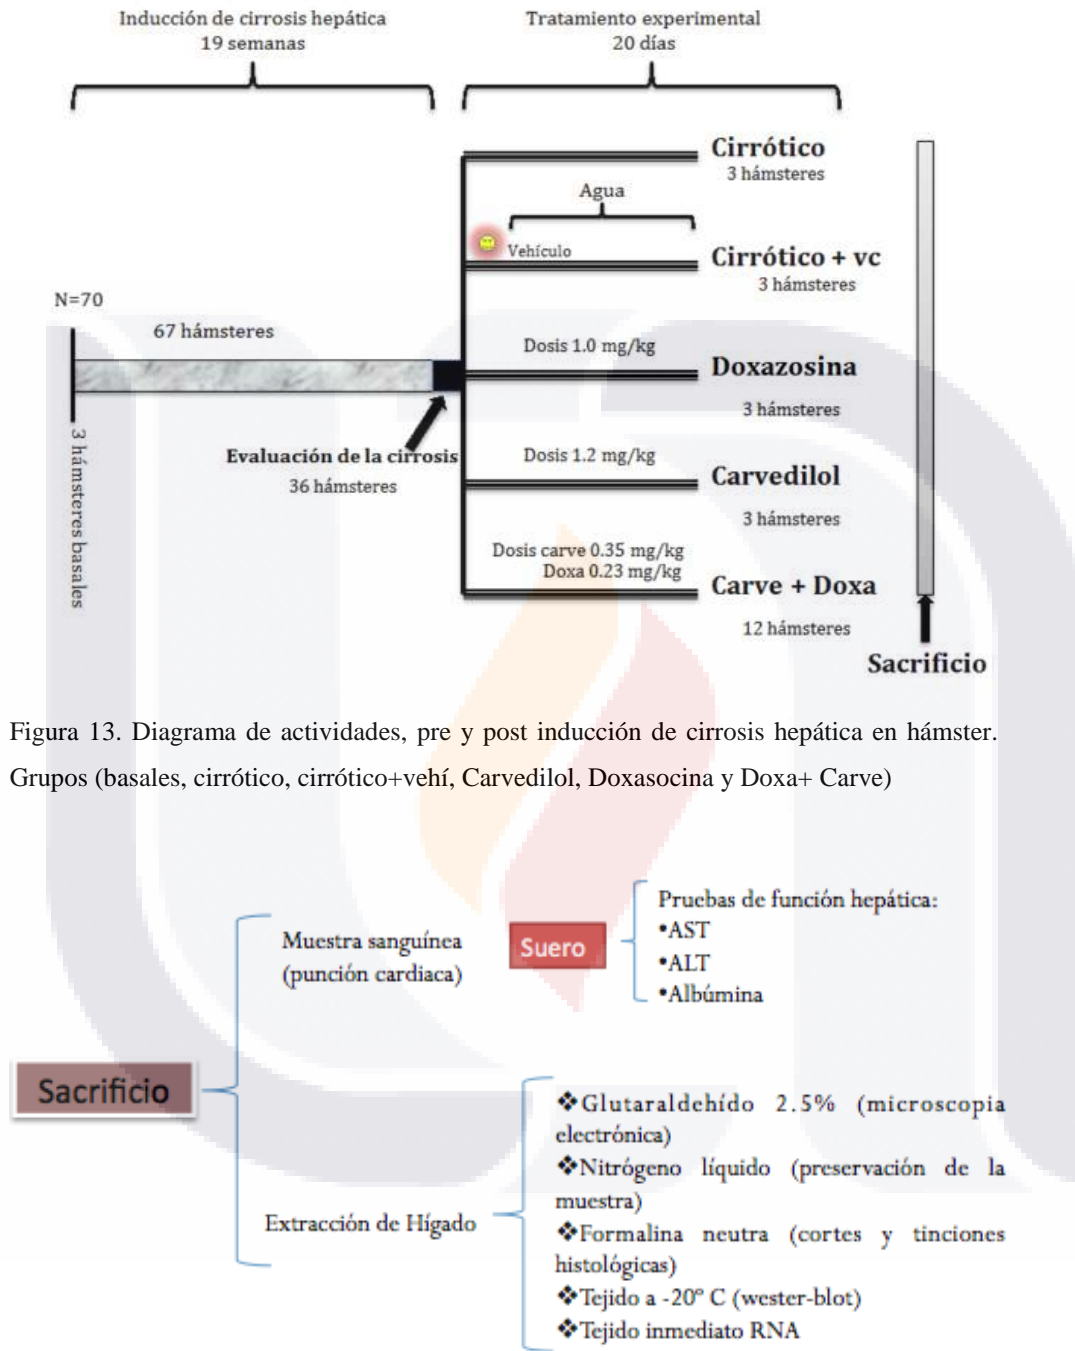 Inducción de cirrosis hepática
19 semanas
Tratamiento experimental
20 días
Cirrótico
3 hámsteres
Agua
Vehículo
Cirrótico + vc
3 hámsteres
N=70
67 hámsteres
Dosis 1.0 mg/kg
Doxazosina
3 hámsteres
3 hámsteres basales
Evaluación de la cirrosis
36 hámsteres
Dosis 1.2 mg/kg
Carvedilol
3 hámsteres
Dosis carve 0.35 mg/kg
Doxa 0.23 mg/kg
Carve + Doxa
12 hámsteres
Sacrificio
Figura 13. Diagrama de actividades, pre y post inducción de cirrosis hepática en hámster.
Grupos (basales, cirrótico, cirrótico+vehí, Carvedilol, Doxasocina y Doxa+ Carve)
Sacrificio
Muestra sanguínea
(punción cardiaca)
Suero
Pruebas de función hepática:
•AST
•ALT
•Albúmina
Extracción de Hígado
❖Glutaraldehído 2.5% (microscopia
electrónica)
❖Nitrógeno líquido (preservación de la
muestra)
❖Formalina neutra (cortes y tinciones
histológicas)
❖Tejido a -20º C (wester-blot)
❖Tejido inmediato RNA